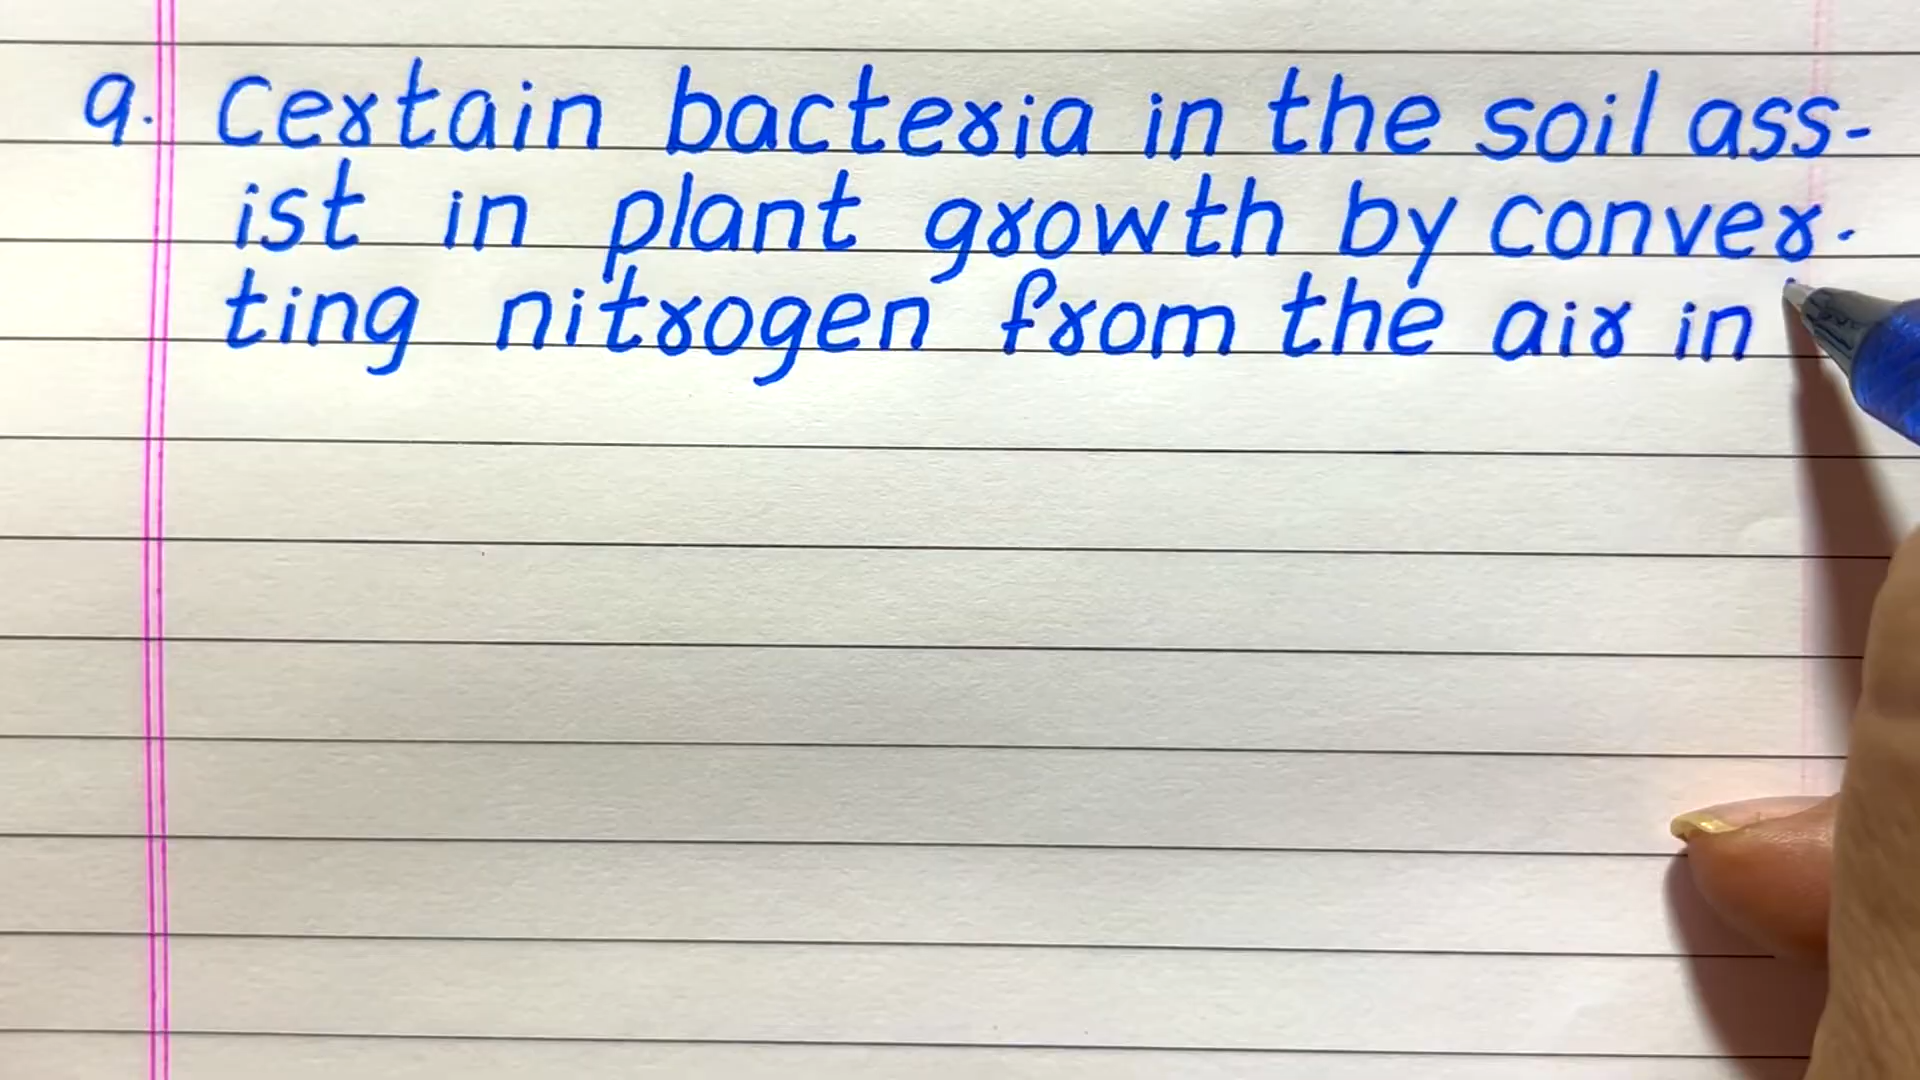 9. Certain bacteria in the soil ass-
ist in plant growth by conver-
ting nitrogen from the air in